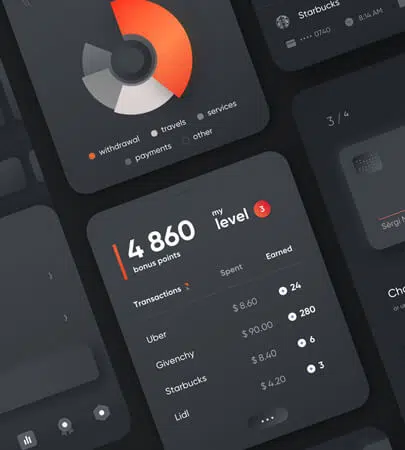 Starbucks
•••• 0740
8:14 AM
withdrawal
travels
services
payments
other
3 / 4
4 860
bonus points
my
level
3
Transactions
Spent
Earned
Uber
$ 8.60
24
Givenchy
$ 90.00
280
Starbucks
$ 8.40
6
Lidl
$ 4.20
3